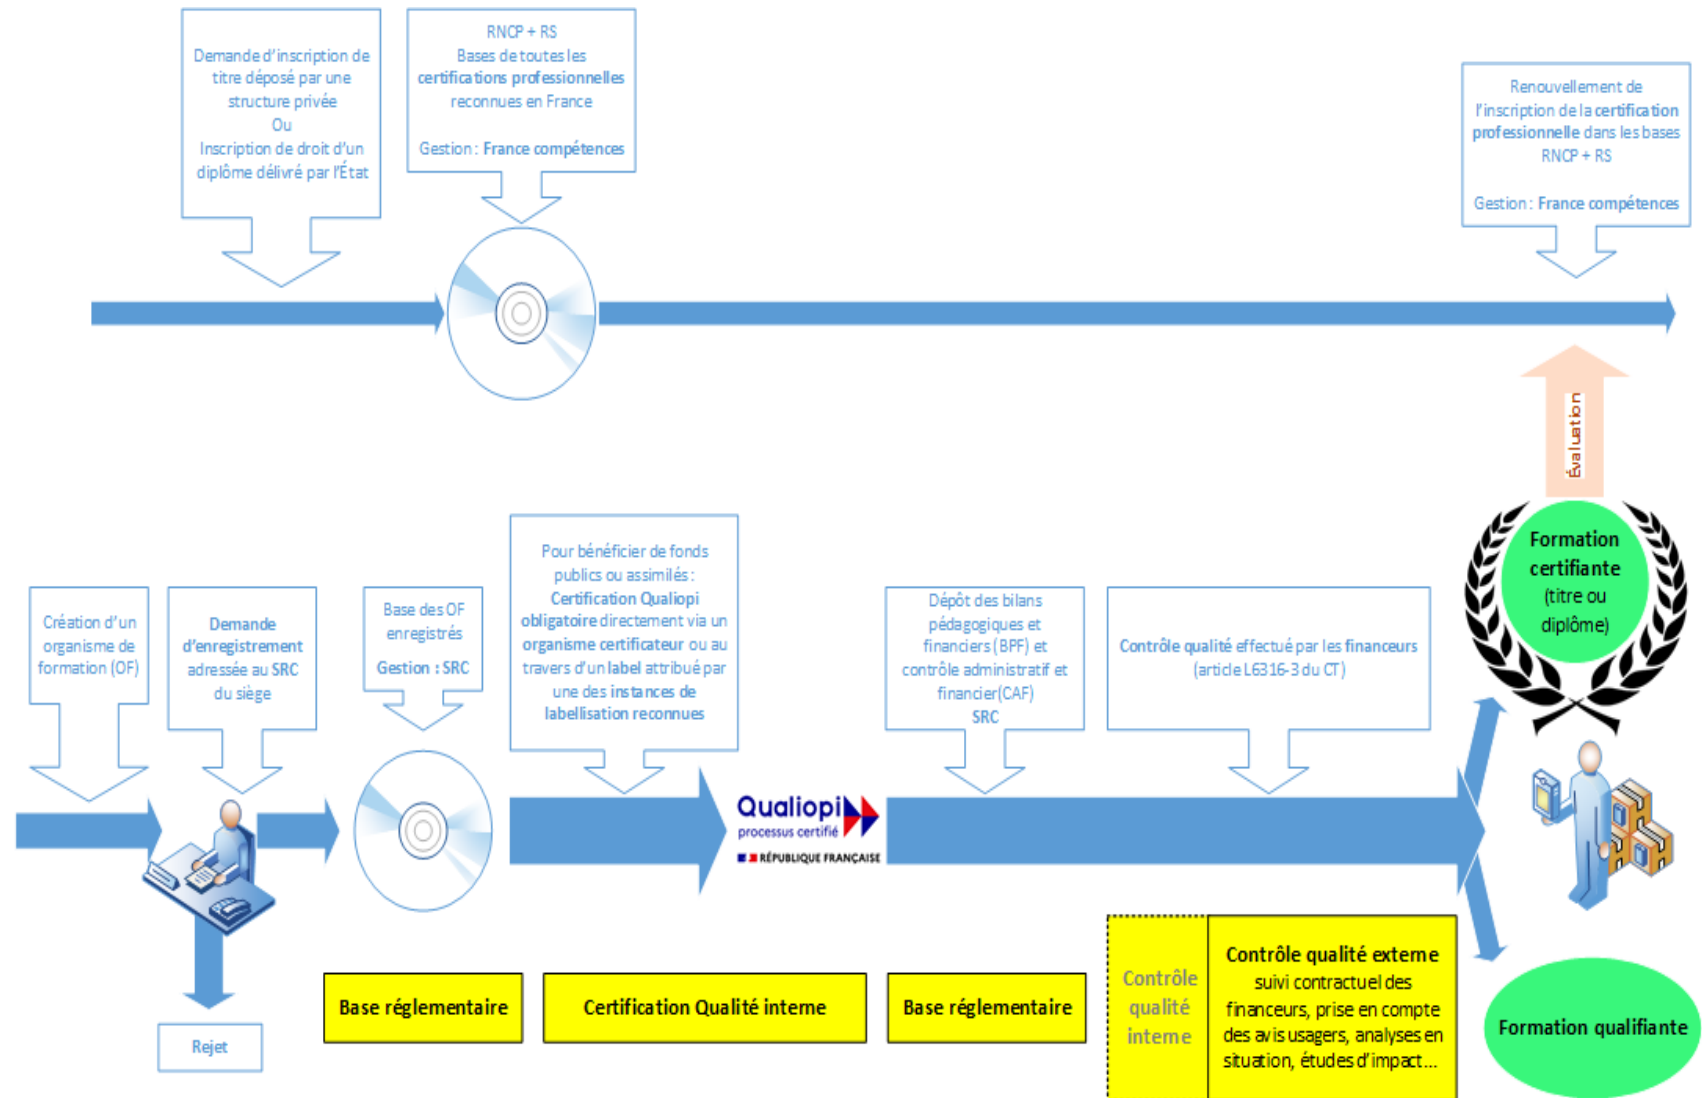 Demande d’inscription de
titre déposé par une
structure privée
Ou
Inscription de droit d’un
diplôme délivré par l’État
RNCP + RS
Bases de toutes les
certifications professionnelles
reconnues en France
Gestion : France compétences
Renouvellement de
l’inscription de la certification
professionnelle dans les bases
RNCP + RS
Gestion : France compétences
Évaluation
Formation
certifiante
(titre ou
diplôme)
Création d’un
organisme de
formation (OF)
Demande
d’enregistrement
adressée au SRC
du siège
Base des OF
enregistrés
Gestion : SRC
Pour bénéficier de fonds
publics ou assimilés :
Certification Qualiopi
obligatoire directement via un
organisme certificateur ou au
travers d’un label attribué par
une des instances de
labellisation reconnues
Dépôt des bilans
pédagogiques et
financiers (BPF) et
contrôle administratif et
financier(CAF)
SRC
Contrôle qualité effectué par les financeurs
(article L6316-3 du CT)
Qualiopi
processus certifié
RÉPUBLIQUE FRANÇAISE
Rejet
Base réglementaire
Certification Qualité interne
Base réglementaire
Contrôle
qualité
interne
Contrôle qualité externe
suivi contractuel des
financeurs, prise en compte
des avis usagers, analyses en
situation, études d’impact...
Formation qualifiante